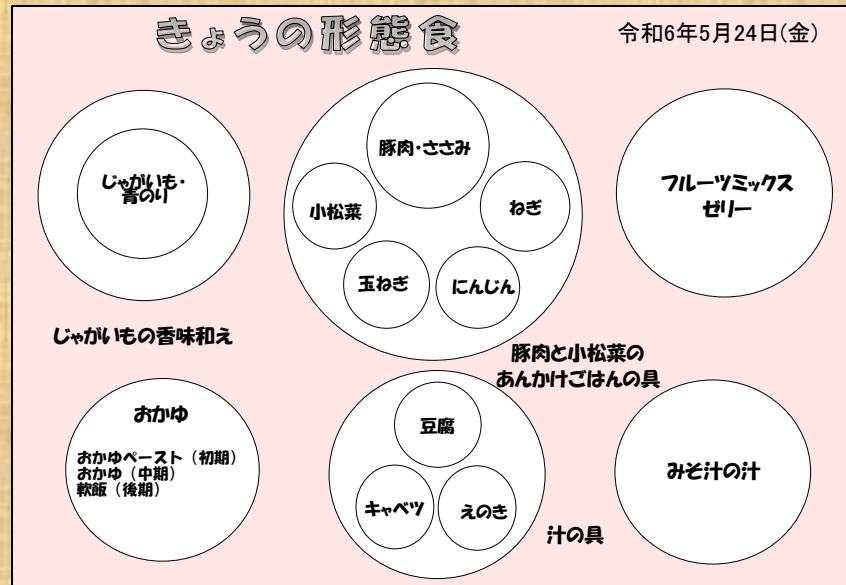 きょうの形態食
令和6年5月24日(金)
じゃがいも・
青のり
じゃがいもの香味和え
豚肉・ささみ
小松菜
ねぎ
玉ねぎ
にんじん
豚肉と小松菜の
あんかけごはんの具
フルーツミックス
ゼリー
おかゆ
おかゆペースト（初期）
おかゆ（中期）
軟飯（後期）
豆腐
キャベツ
えのき
汁の具
みそ汁の汁